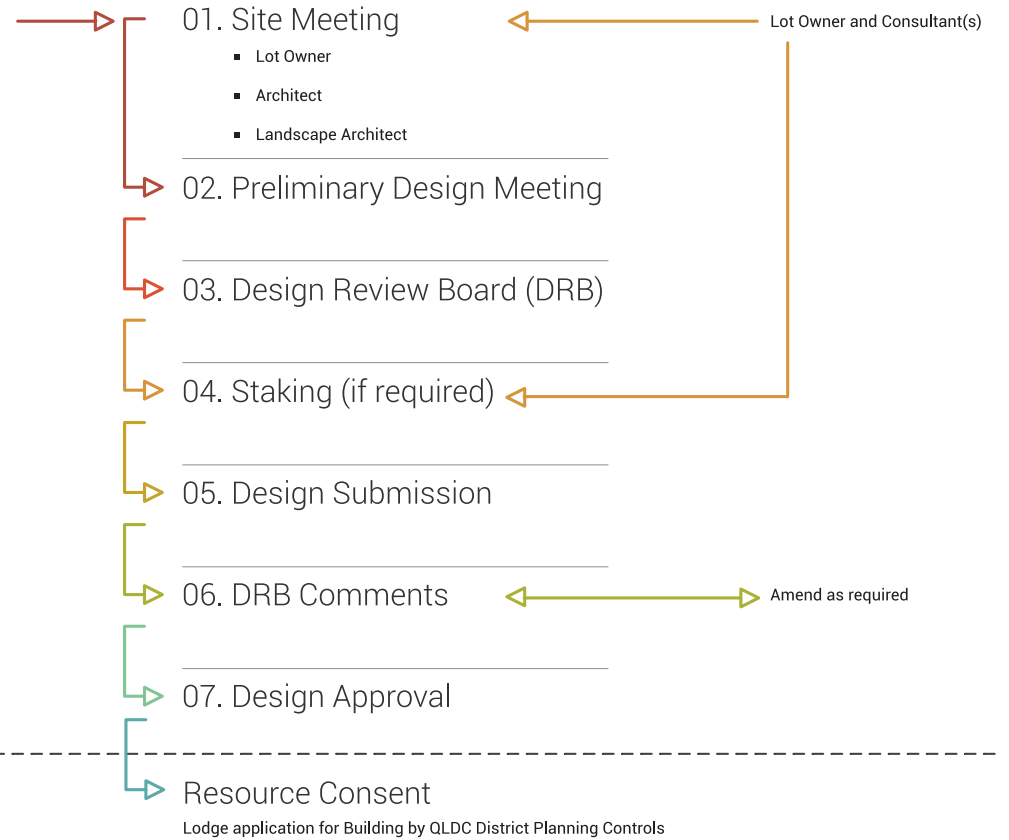 01. Site Meeting
Lot Owner and Consultant(s)
Lot Owner
Architect
Landscape Architect
02. Preliminary Design Meeting
03. Design Review Board (DRB)
04. Staking (if required)
05. Design Submission
06. DRB Comments
Amend as required
07. Design Approval
Resource Consent
Lodge application for Building by QLDC District Planning Controls